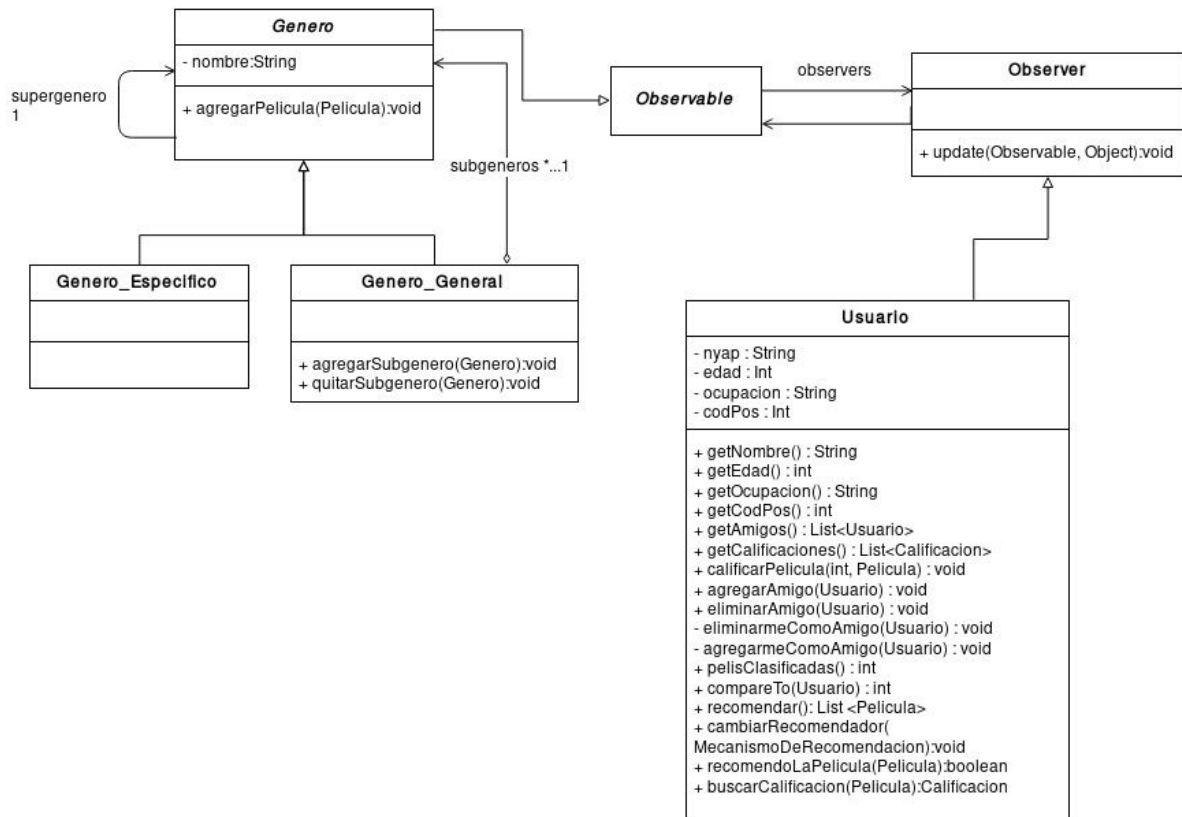 Genero
- nombre:String
+ agregarPelicula(Pelicula):void
supergenero
1
subgeneros *...1
Observable
observers
Observer
+ update(Observable, Object):void
Genero_Especifico
Genero_General
+ agregarSubgenero(Genero):void
+ quitarSubgenero(Genero):void
Usuario
- nyap : String
- edad : Int
- ocupacion : String
- codPos : Int
+ getNombre() : String
+ getEdad() : int
+ getOcupacion() : String
+ getCodPos() : int
+ getAmigos() : List<Usuario>
+ getCalificaciones() : List<Calificacion>
+ calificarPelicula(int, Pelicula) : void
+ agregarAmigo(Usuario) : void
+ eliminarAmigo(Usuario) : void
- eliminarmeComoAmigo(Usuario) : void
- agregarmeComoAmigo(Usuario) : void
+ pelisClasificadas() : int
+ compareTo(Usuario) : int
+ recomendar(): List <Pelicula>
+ cambiarRecomendador(
MecanismoDeRecomendacion):void
+ recomendoLaPelicula(Pelicula):boolean
+ buscarCalificacion(Pelicula):Calificacion